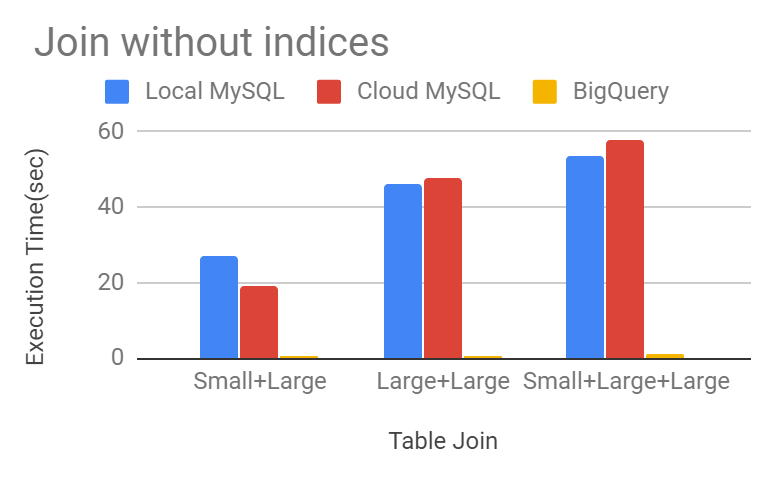 Join without indices
Local MySQL Cloud MySQL BigQuery
60
40
20
0
Execution Time(sec)
Small+Large Large+Large Small+Large+Large
Table Join